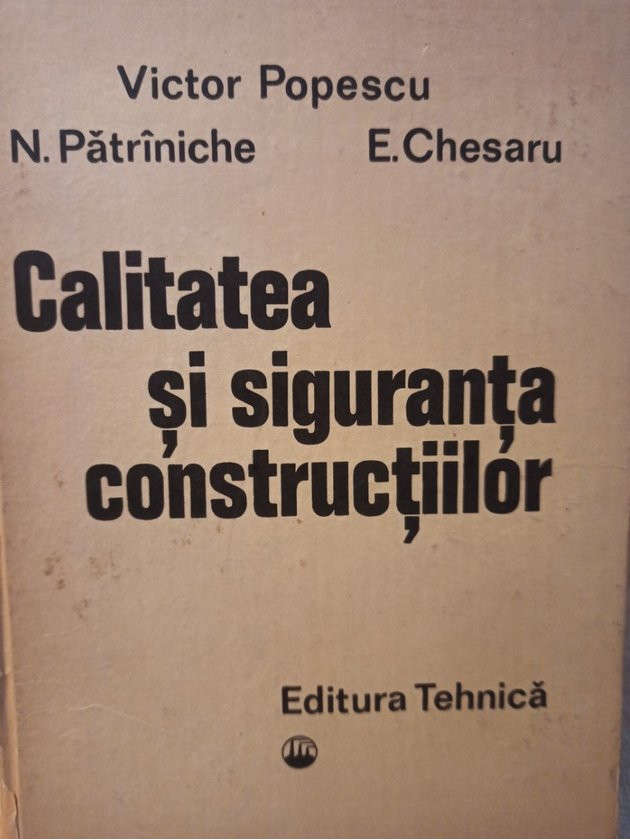 Victor Popescu
N. Pătrîniche E. Chesaru
Calitatea
și siguranța
construcțiilor
Editura Tehnică